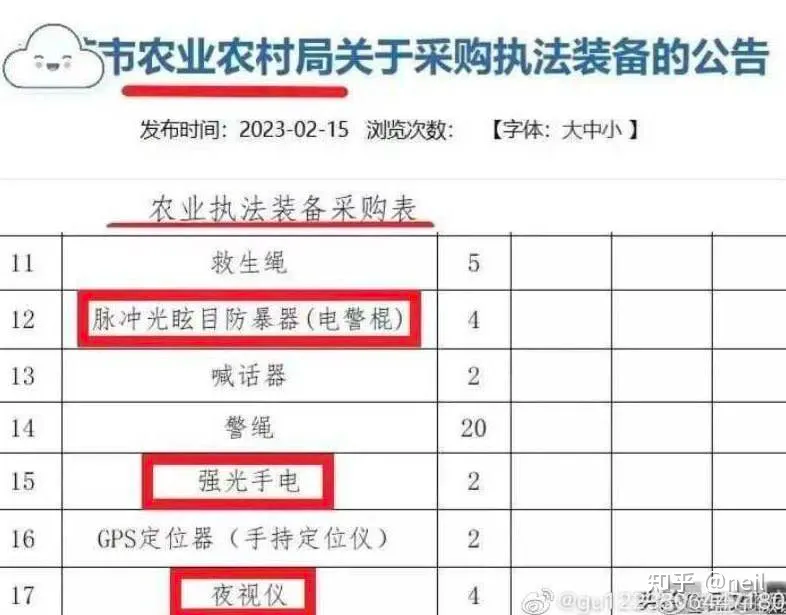 市农业农村局关于采购执法装备的公告
发布时间：2023-02-15 浏览次数： 【字体：大中小 】
农业执法装备采购表
11 救生绳 5
12 脉冲光眩目防暴器(电警棍) 4
13 喊话器 2
14 警绳 20
15 强光手电 2
16 GPS定位器（手持定位仪） 2
17 夜视仪 4
知乎 @neil